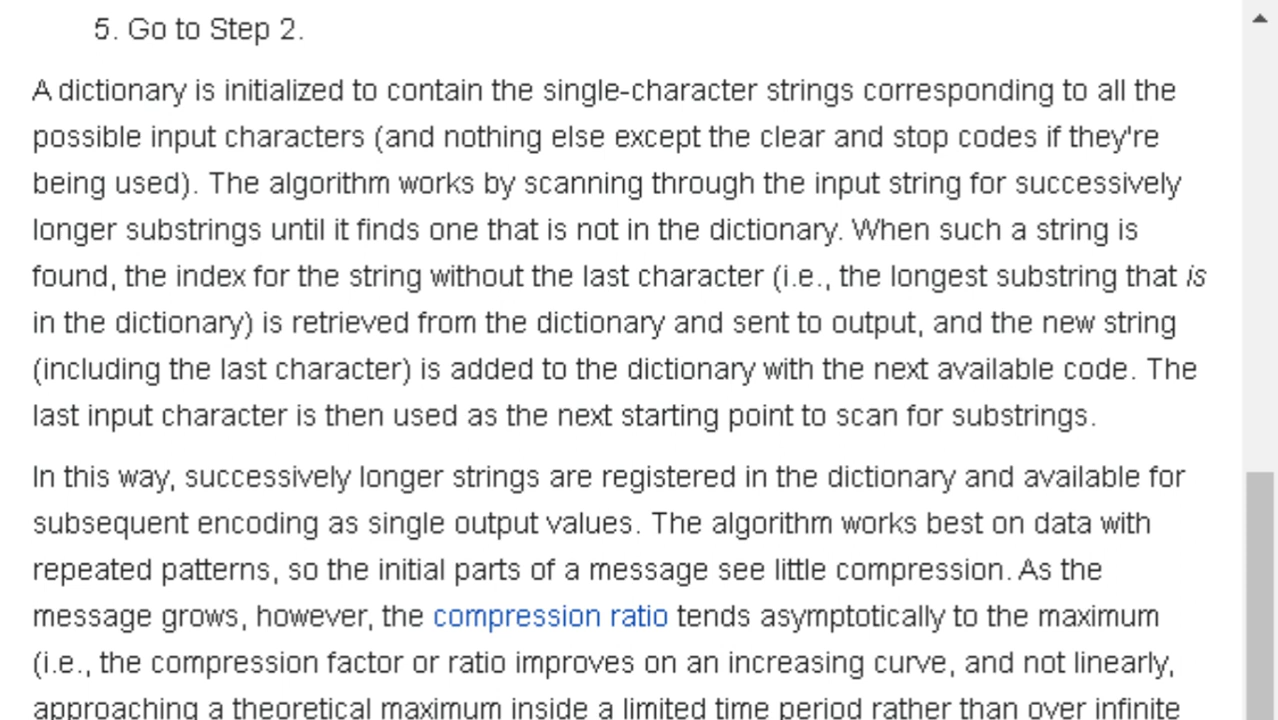 5. Go to Step 2.
A dictionary is initialized to contain the single-character strings corresponding to all the
possible input characters (and nothing else except the clear and stop codes if they're
being used). The algorithm works by scanning through the input string for successively
longer substrings until it finds one that is not in the dictionary. When such a string is
found, the index for the string without the last character (i.e., the longest substring that is
in the dictionary) is retrieved from the dictionary and sent to output, and the new string
(including the last character) is added to the dictionary with the next available code. The
last input character is then used as the next starting point to scan for substrings.
In this way, successively longer strings are registered in the dictionary and available for
subsequent encoding as single output values. The algorithm works best on data with
repeated patterns, so the initial parts of a message see little compression. As the
message grows, however, the compression ratio tends asymptotically to the maximum
(i.e., the compression factor or ratio improves on an increasing curve, and not linearly,
approaching a theoretical maximum inside a limited time period rather than over infinite